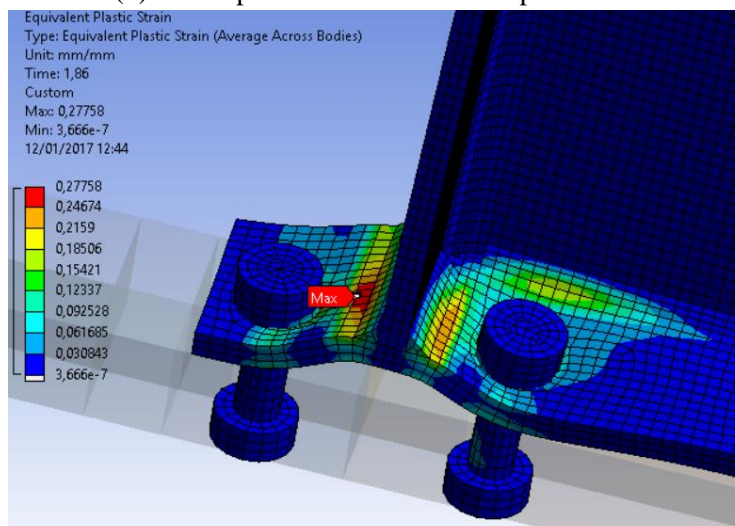 Equivalent Plastic Strain
Type: Equivalent Plastic Strain (Average Across Bodies)
Unit: mm/mm
Time: 1,86
Custom
Max: 0,27758
Min: 3,666e-7
12/01/2017 12:44
0,27758
0,24674
0,2159
0,18506
0,15421
0,12337
0,092528
0,061685
0,030843
3,666e-7
Max